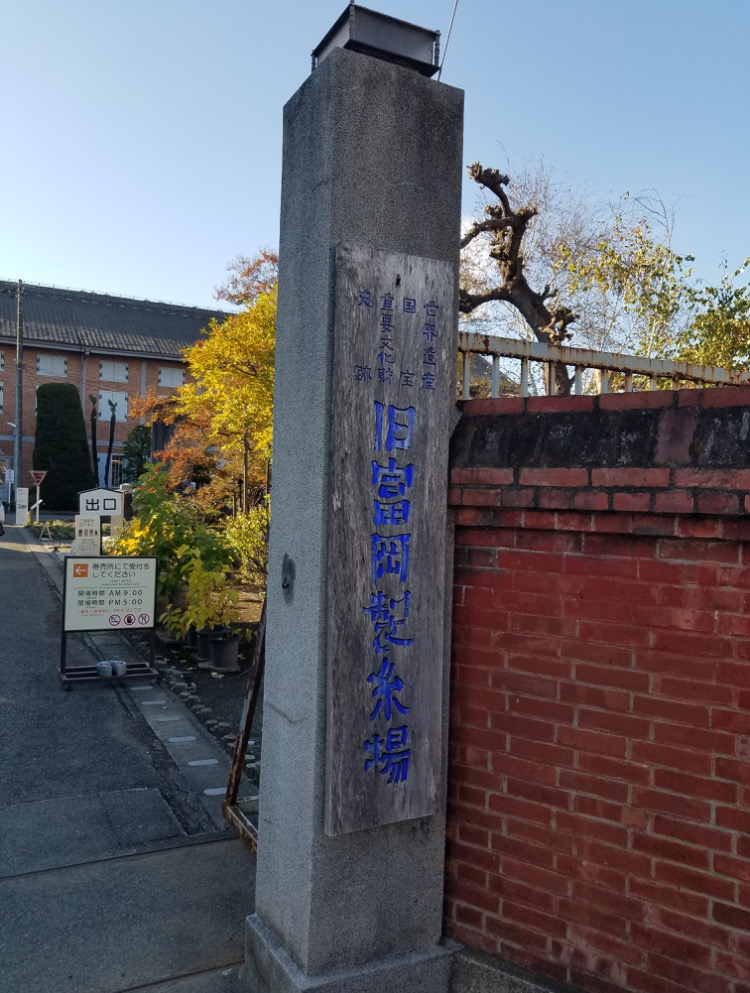 世界遺産
国宝
重要文化財
史跡
旧富岡製糸場
出口
券売所にて受付を
してください
開場時間 AM 9:00
閉場時間 PM 5:00